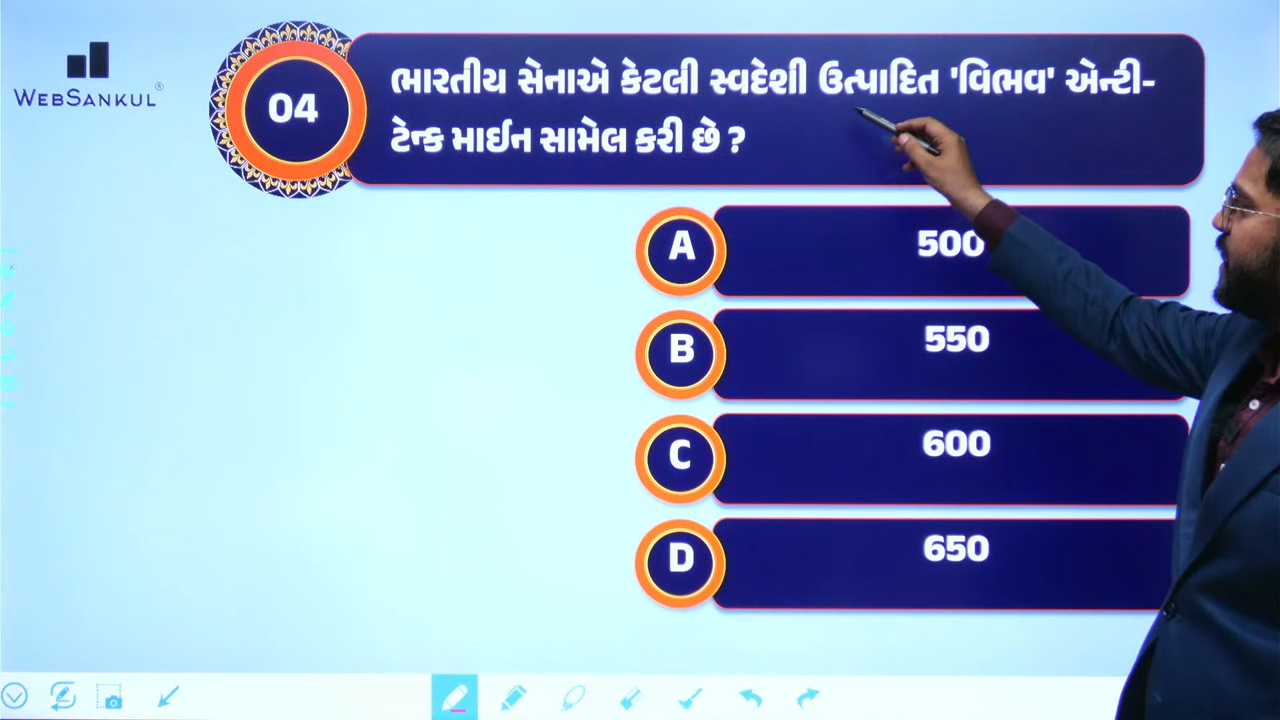 WEBSANKUL®
04
ભારતીય સેનાએ કેટલી સ્વદેશી ઉત્પાદિત 'વિભવ' એન્ટી-
ટેન્ક માઈન સામેલ કરી છે ?
A
500
B
550
C
600
D
650